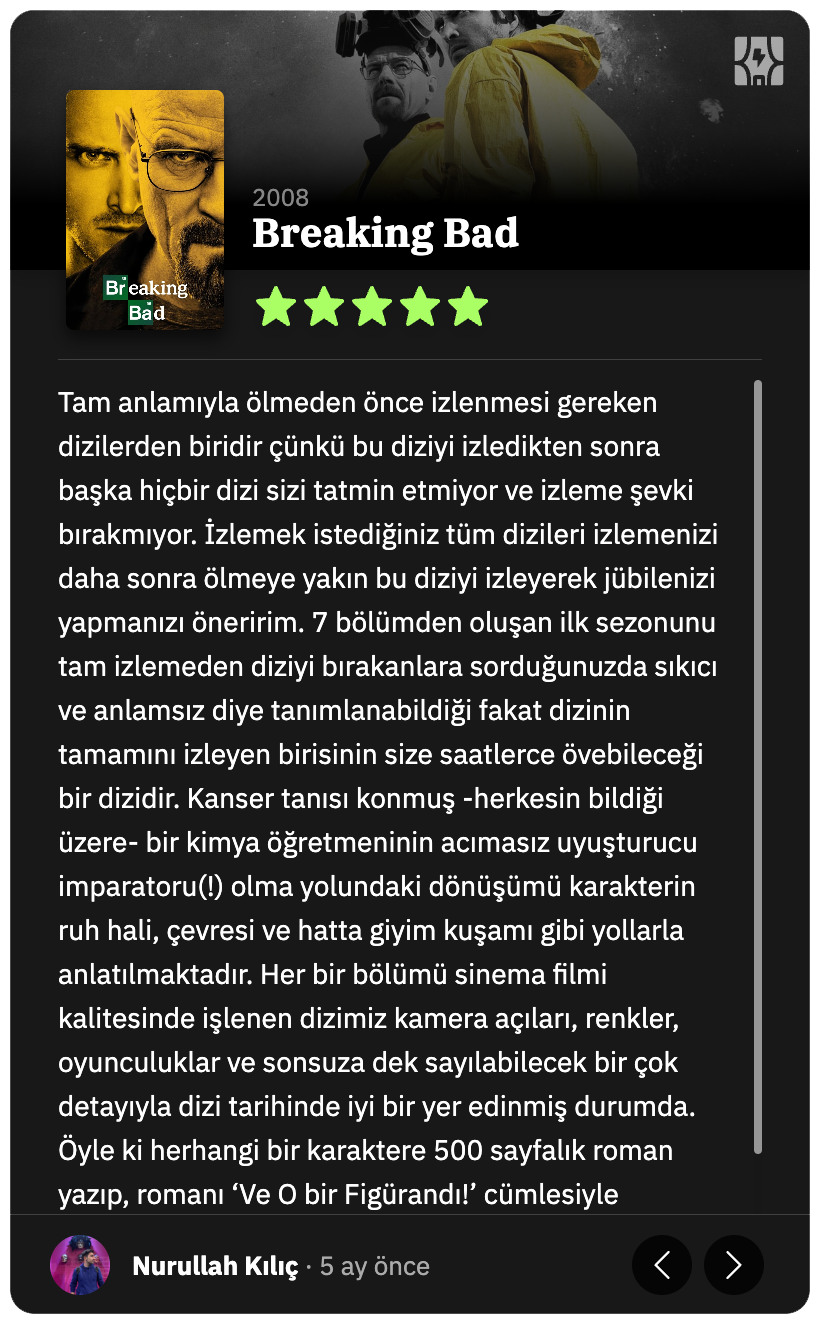 2008
Breaking Bad
Breaking
Bad
Tam anlamıyla ölmeden önce izlenmesi gereken
dizilerden biridir çünkü bu diziyi izledikten sonra
başka hiçbir dizi sizi tatmin etmiyor ve izleme şevki
bırakmıyor. İzlemek istediğiniz tüm dizileri izlemenizi
daha sonra ölmeye yakın bu diziyi izleyerek jübilenizi
yapmanızı öneririm. 7 bölümden oluşan ilk sezonunu
tam izlemeden diziyi bırakanlara sorduğunuzda sıkıcı
ve anlamsız diye tanımlanabildiği fakat dizinin
tamamını izleyen birisinin size saatlerce övebileceği
bir dizidir. Kanser tanısı konmuş -herkesin bildiği
üzere- bir kimya öğretmeninin acımasız uyuşturucu
imparatoru(!) olma yolundaki dönüşümü karakterin
ruh hali, çevresi ve hatta giyim kuşamı gibi yollarla
anlatılmaktadır. Her bir bölümü sinema filmi
kalitesinde işlenen dizimiz kamera açıları, renkler,
oyunculuklar ve sonsuza dek sayılabilecek bir çok
detayıyla dizi tarihinde iyi bir yer edinmiş durumda.
Öyle ki herhangi bir karaktere 500 sayfalık roman
yazıp, romanı ‘Ve O bir Figürandı!’ cümlesiyle
Nurullah Kılıç · 5 ay önce